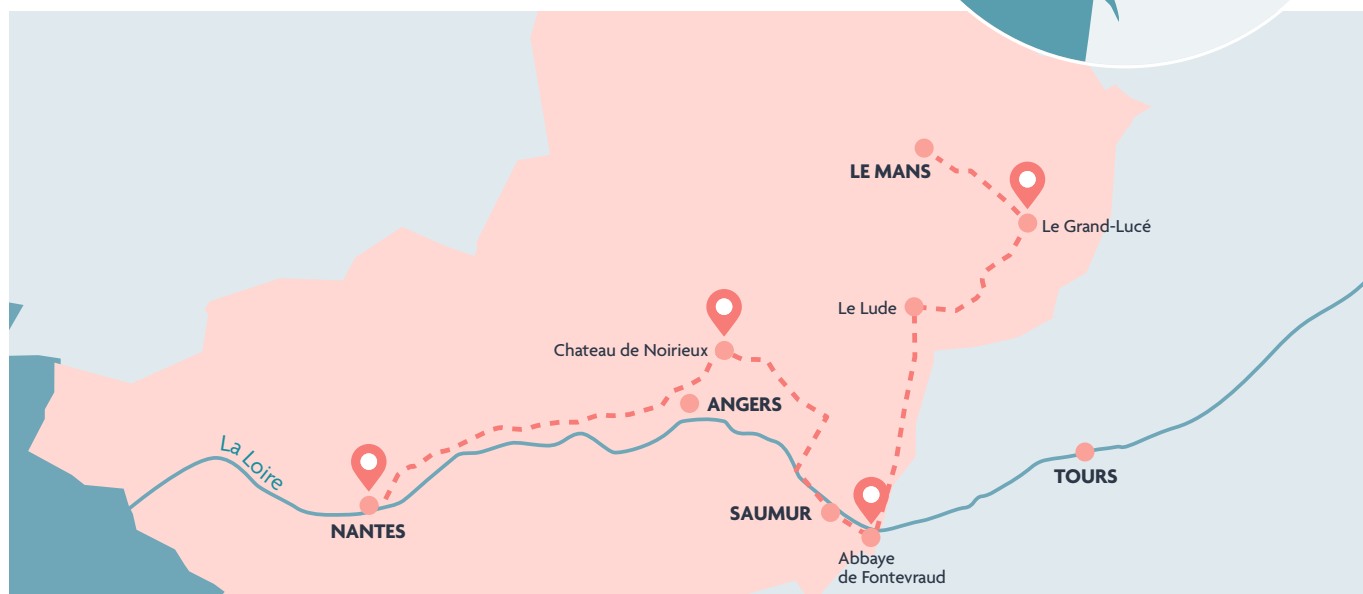 LE MANS
Le Grand-Lucé
Le Lude
Chateau de Noirieux
ANGERS
La Loire
TOURS
SAUMUR
NANTES
Abbaye
de Fontevraud